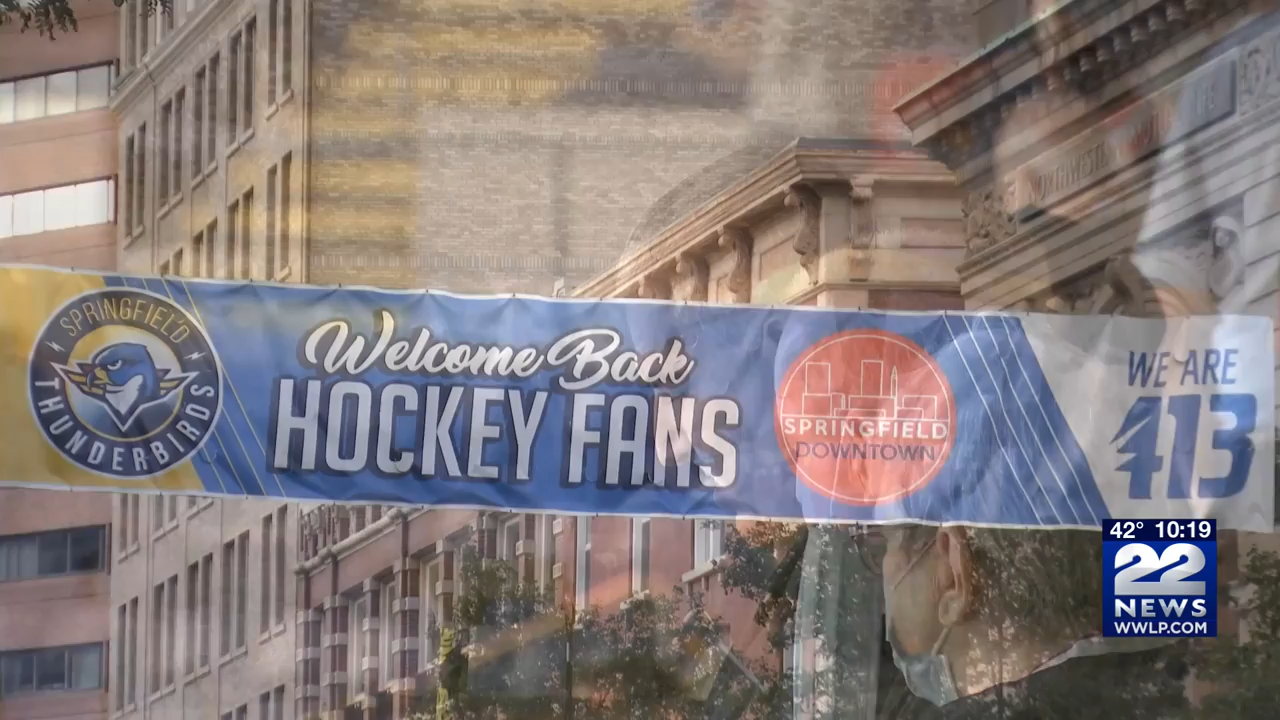 SPRINGFIELD
THUNDERBIRDS
Welcome Back
HOCKEY FANS
SPRINGFIELD
DOWNTOWN
WE ARE
413
42° 10:19
22
NEWS
WWLP.COM